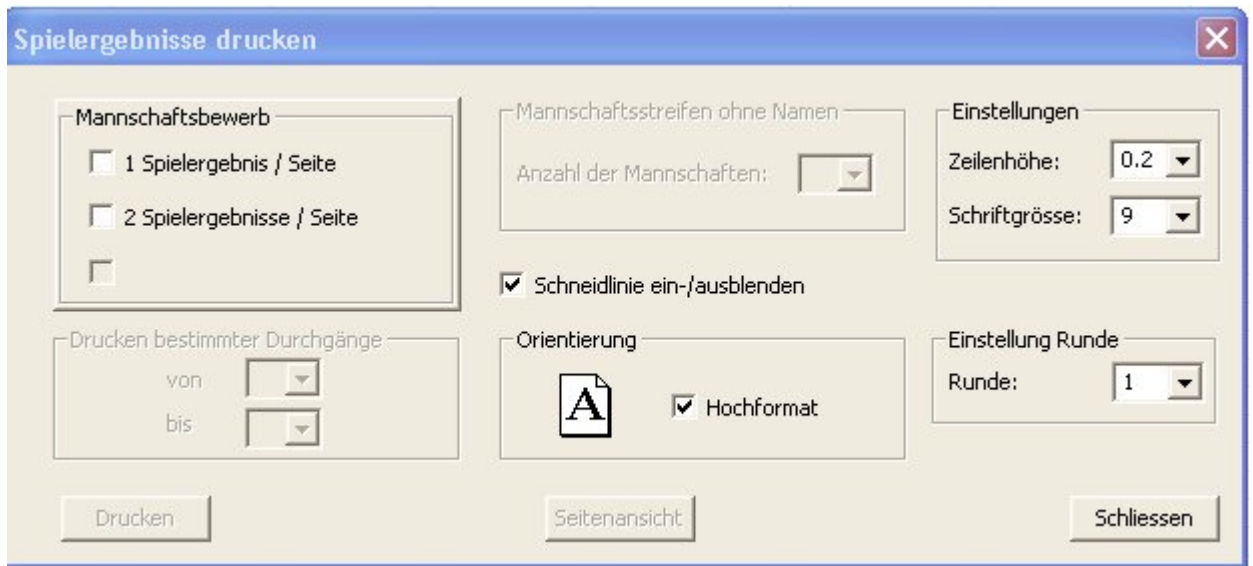 Spielergebnisse drucken
Mannschaftsbewerb
1 Spielergebnis / Seite
2 Spielergebnisse / Seite
Mannschaftsstreifen ohne Namen
Anzahl der Mannschaften:
Einstellungen
Zeilenhöhe: 0.2
Schriftgrösse: 9
Schneidlinie ein-/ausblenden
Drucken bestimmter Durchgänge
von
bis
Orientierung
A
Hochformat
Einstellung Runde
Runde: 1
Drucken
Seitenansicht
Schliessen